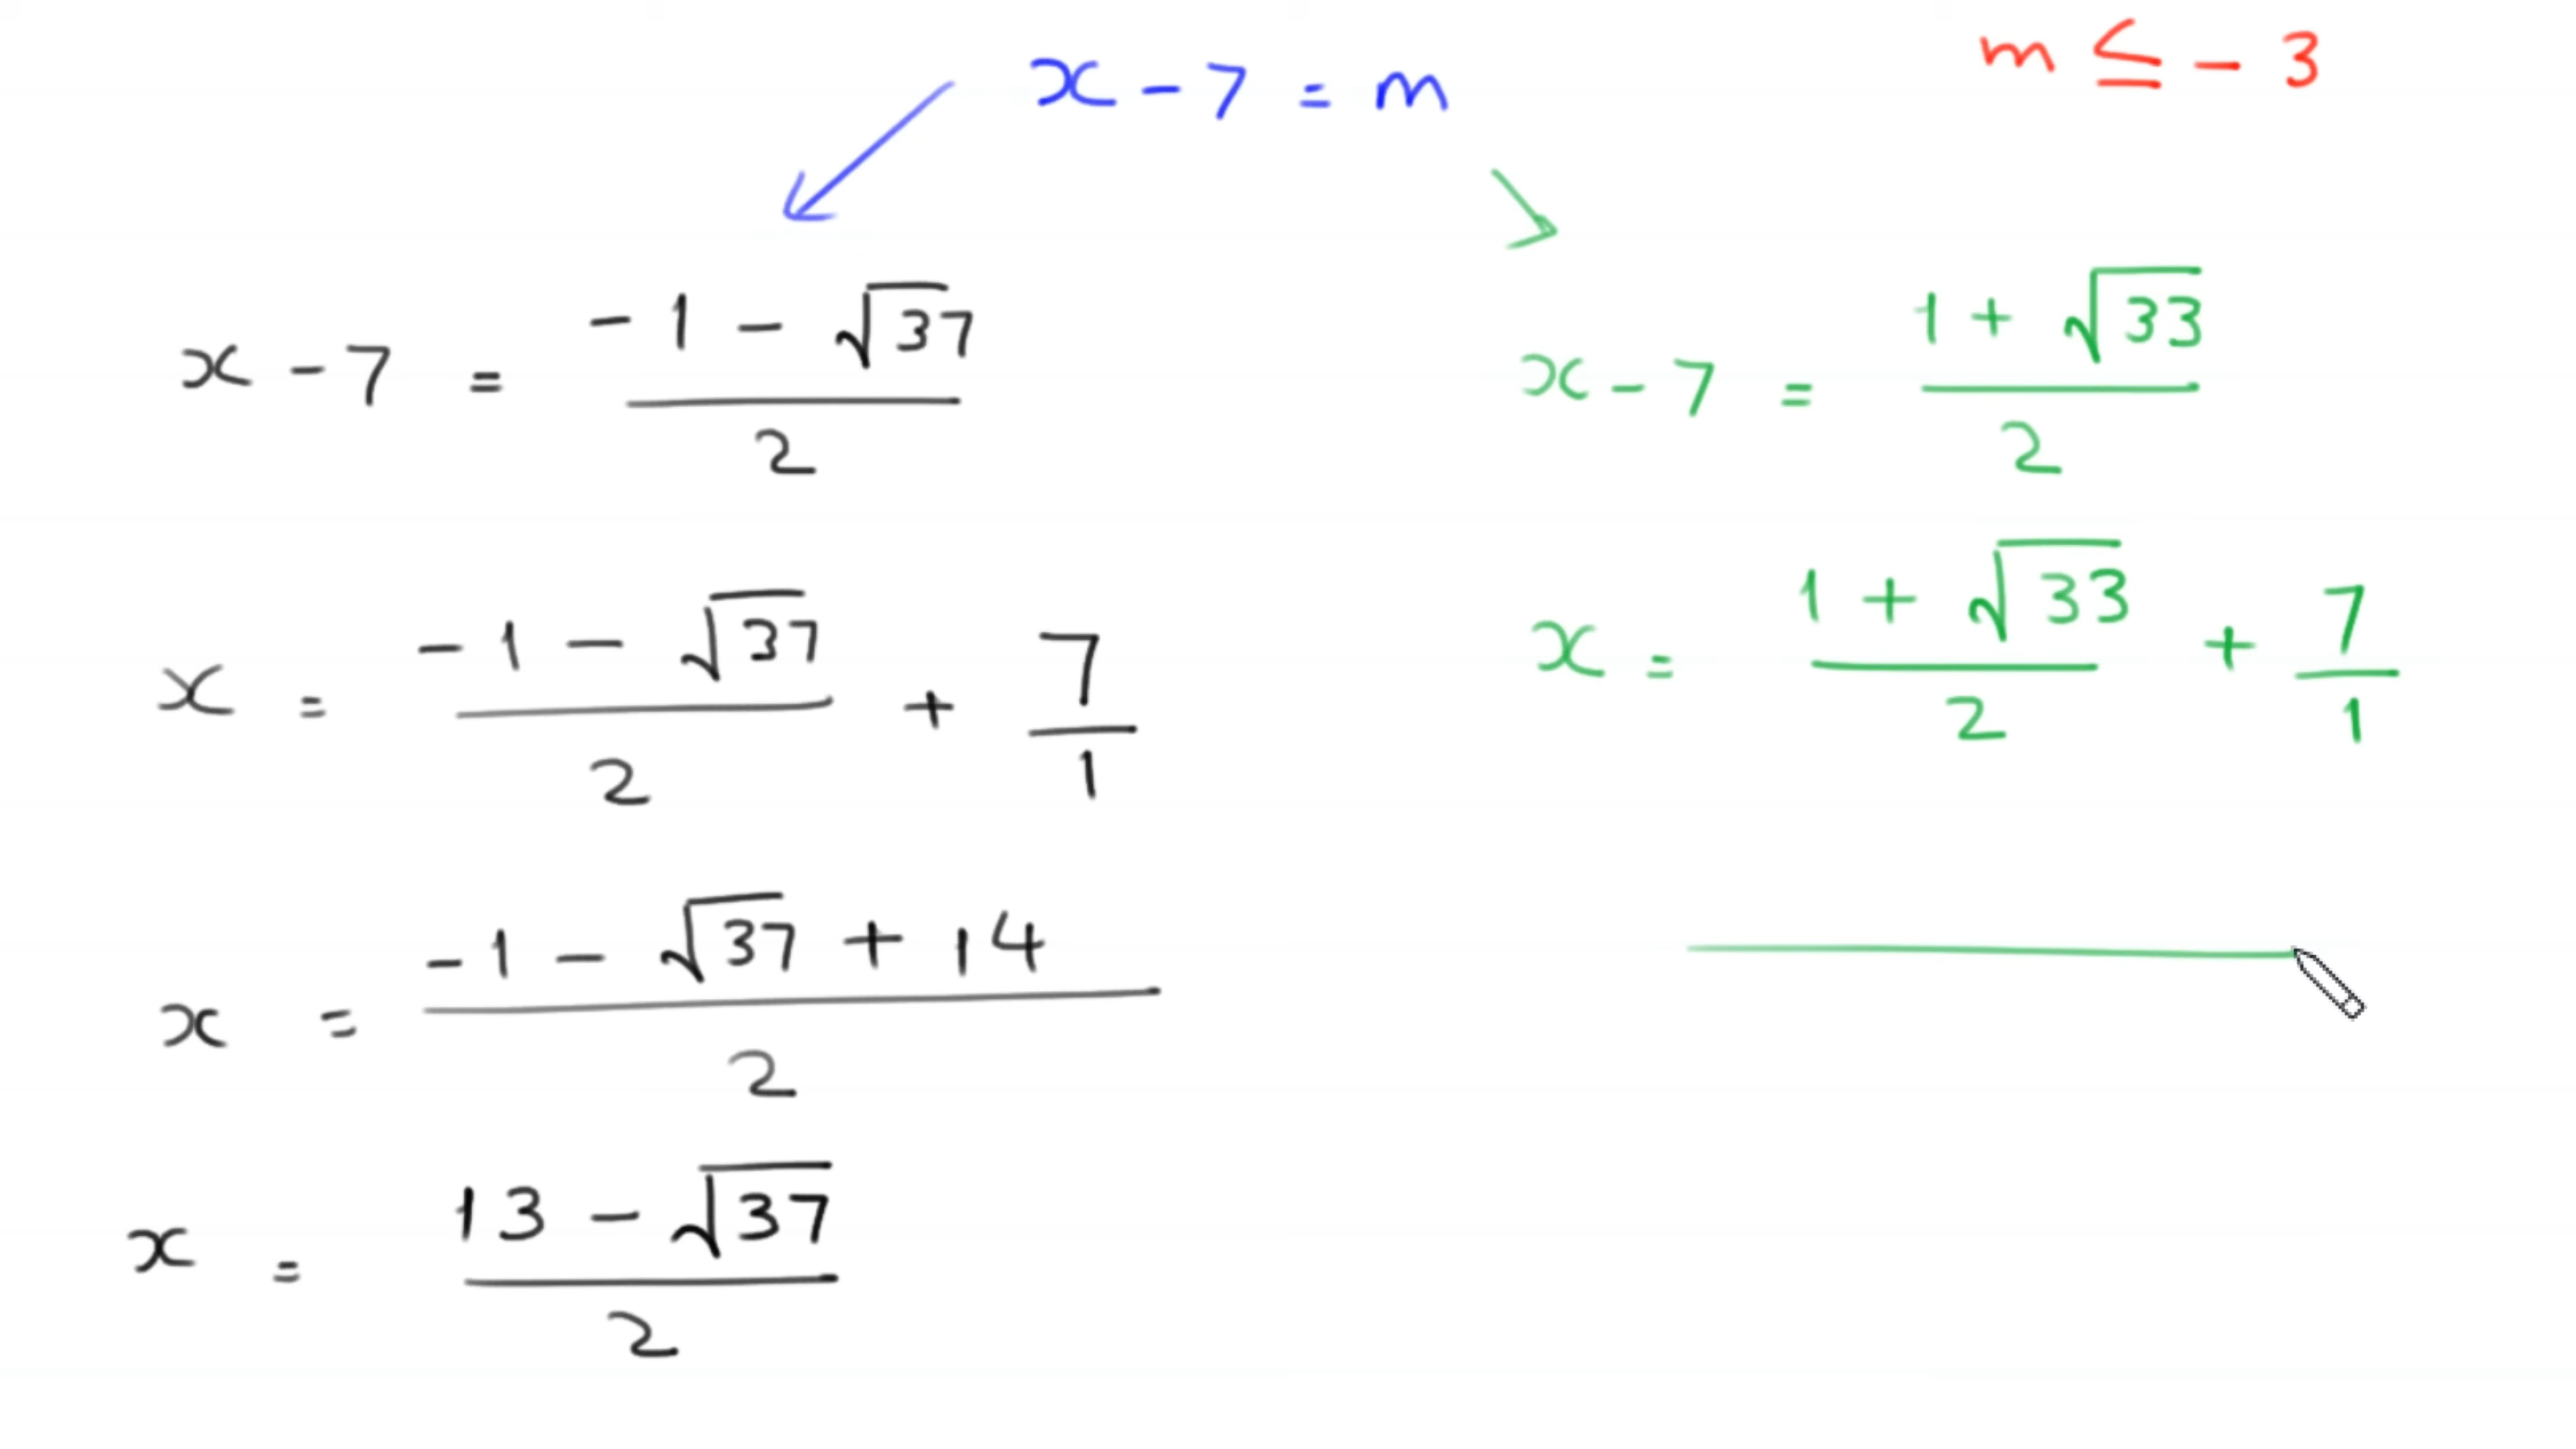 x - 7 = m
m ≤ - 3
x - 7 = (- 1 - √37) / 2
x = (- 1 - √37) / 2 + 7/1
x = (- 1 - √37 + 14) / 2
x = (13 - √37) / 2
x - 7 = (1 + √33) / 2
x = (1 + √33) / 2 + 7/1